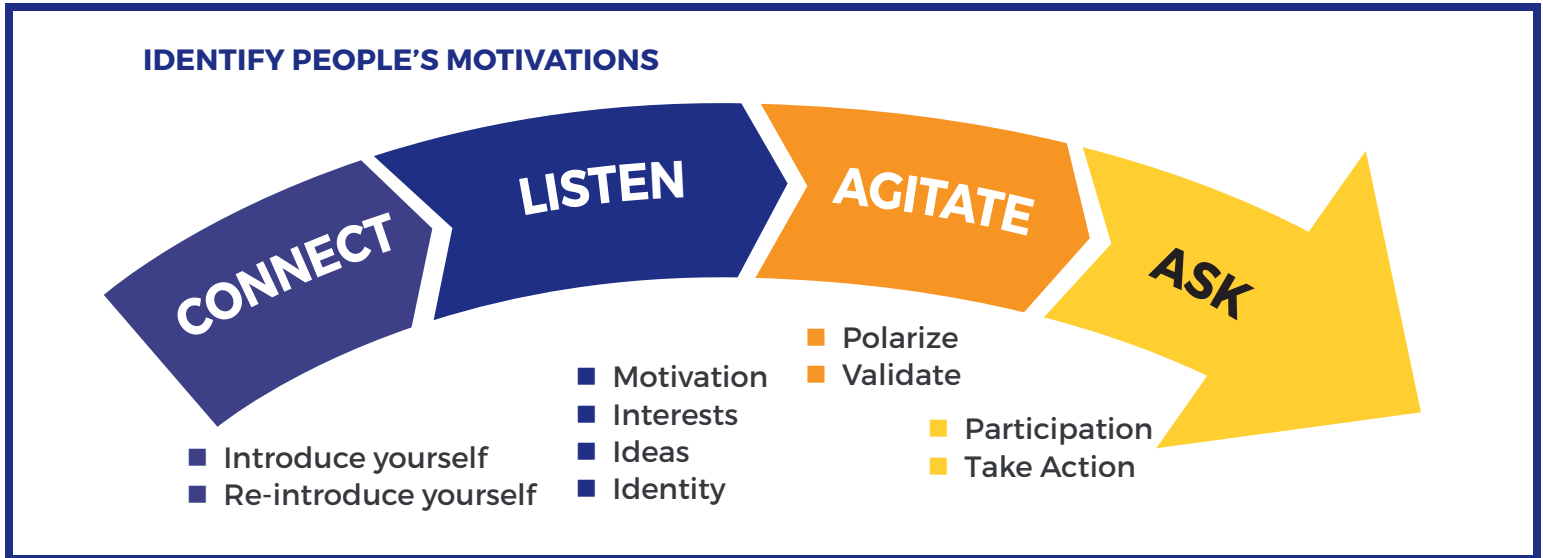 IDENTIFY PEOPLE’S MOTIVATIONS
CONNECT
Introduce yourself
Re-introduce yourself
LISTEN
Motivation
Interests
Ideas
Identity
AGITATE
Polarize
Validate
ASK
Participation
Take Action